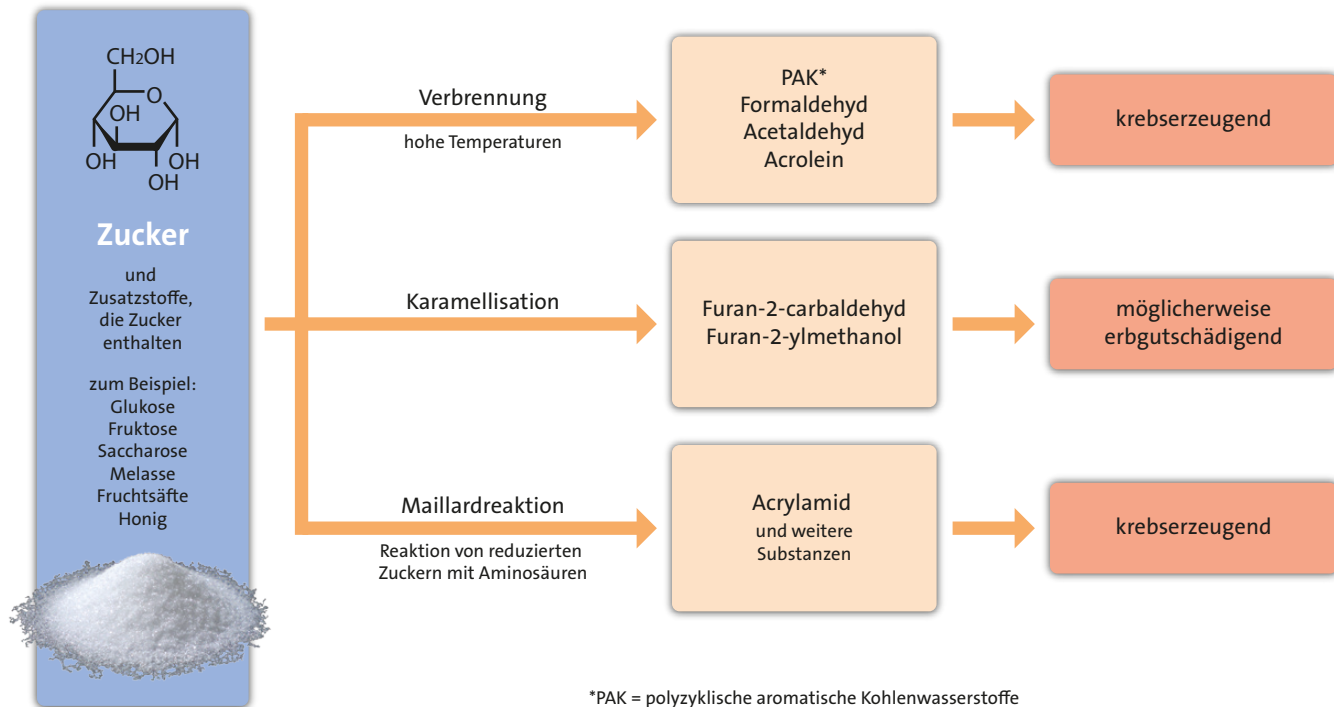 CH2OH
O
OH
OH
OH
OH
Zucker
und
Zusatzstoffe,
die Zucker
enthalten
zum Beispiel:
Glukose
Fruktose
Saccharose
Melasse
Fruchtsäfte
Honig
Verbrennung
hohe Temperaturen
PAK*
Formaldehyd
Acetaldehyd
Acrolein
krebserzeugend
Karamellisation
Furan-2-carbaldehyd
Furan-2-ylmethanol
möglicherweise
erbgutschädigend
Maillardreaktion
Reaktion von reduzierten
Zuckern mit Aminosäuren
Acrylamid
und weitere
Substanzen
krebserzeugend
*PAK = polyzyklische aromatische Kohlenwasserstoffe